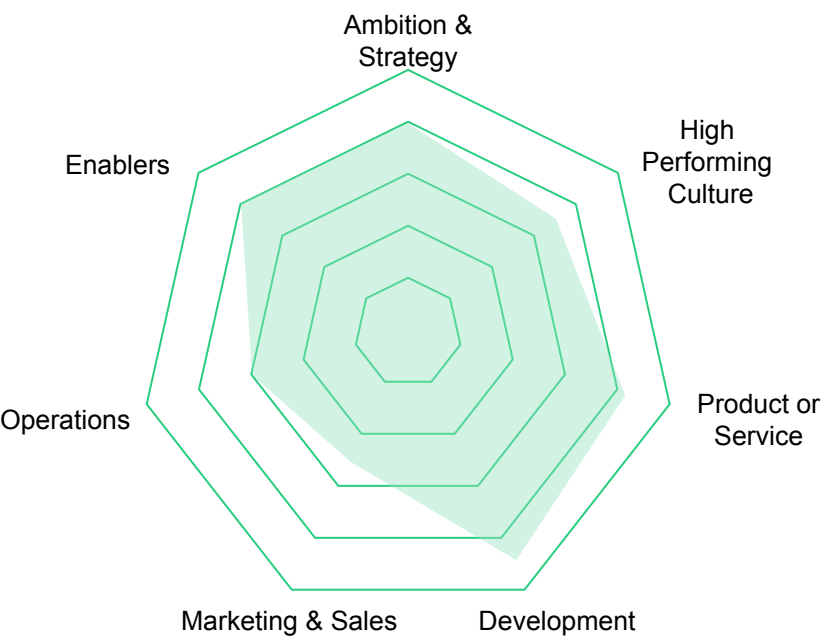 Ambition &
Strategy
High
Performing
Culture
Enablers
Product or
Service
Operations
Marketing & Sales
Development